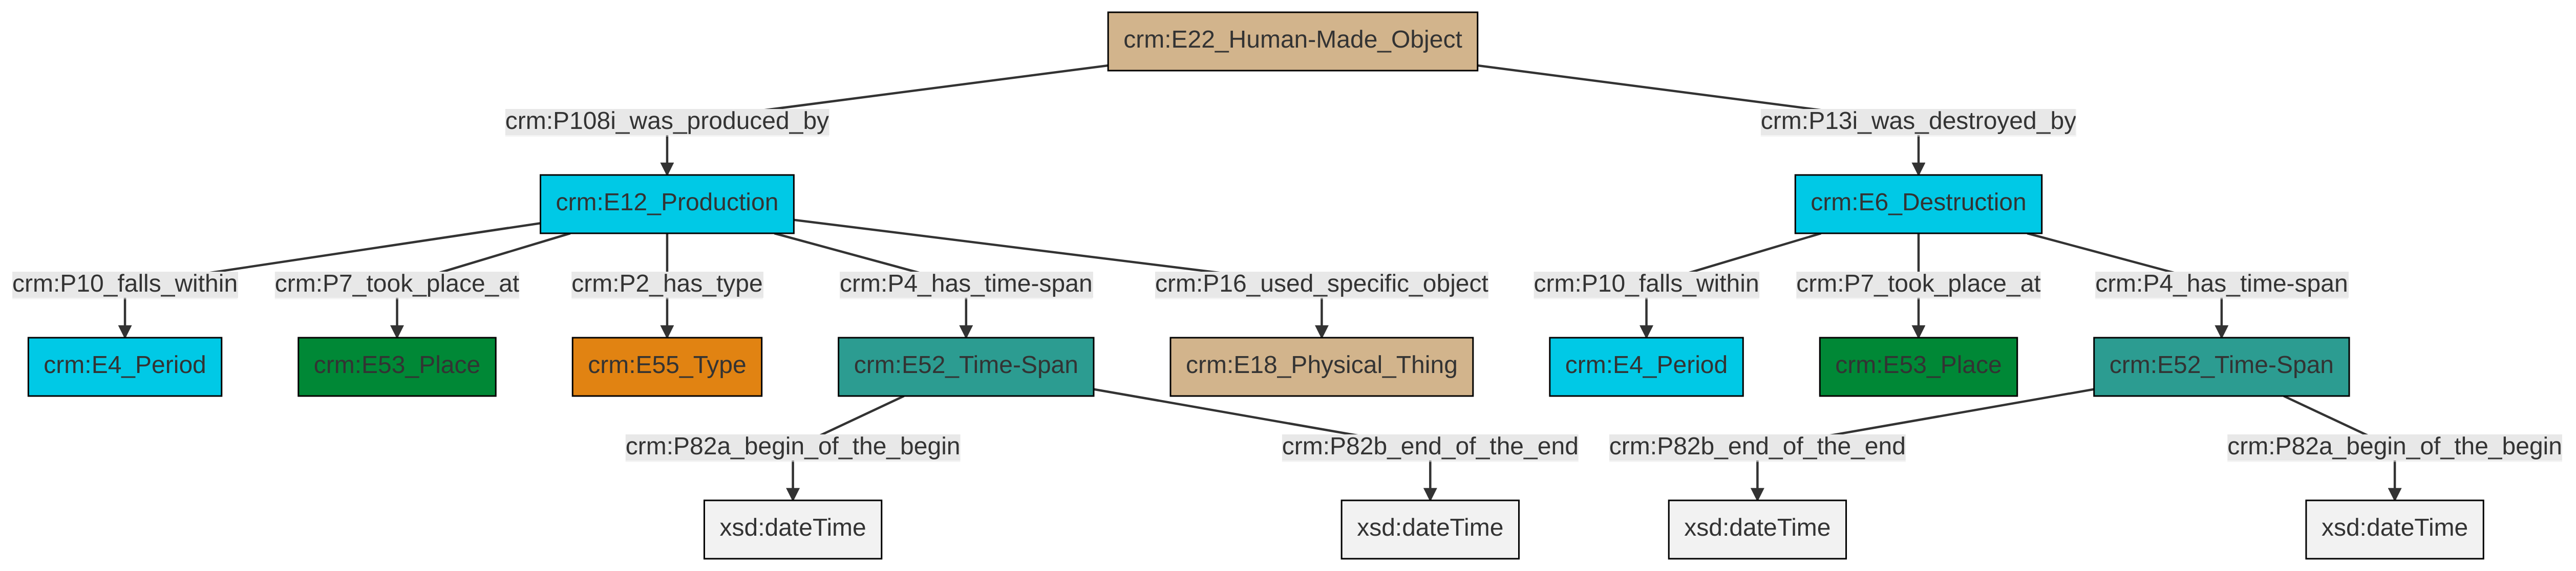 crm:E22_Human-Made_Object
crm:P108i_was_produced_by
crm:P13i_was_destroyed_by
crm:E12_Production
crm:E6_Destruction
crm:P10_falls_within
crm:P7_took_place_at
crm:P2_has_type
crm:P4_has_time-span
crm:P16_used_specific_object
crm:P10_falls_within
crm:P7_took_place_at
crm:P4_has_time-span
crm:E4_Period
crm:E53_Place
crm:E55_Type
crm:E52_Time-Span
crm:E18_Physical_Thing
crm:E4_Period
crm:E53_Place
crm:E52_Time-Span
crm:P82a_begin_of_the_begin
crm:P82b_end_of_the_end
crm:P82b_end_of_the_end
crm:P82a_begin_of_the_begin
xsd:dateTime
xsd:dateTime
xsd:dateTime
xsd:dateTime